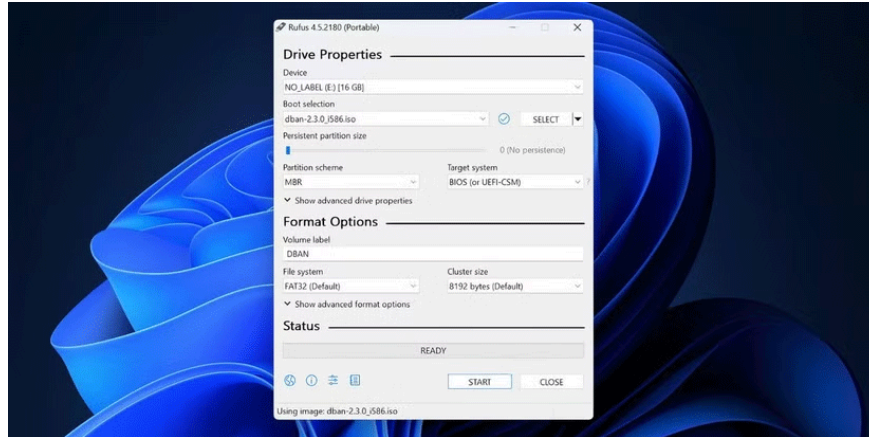 Rufus 4.5.2180 (Portable)
Drive Properties
Device
NO_LABEL (E:) [16 GB]
Boot selection
dban-2.3.0_i586.iso
SELECT
Persistent partition size
0 (No persistence)
Partition scheme
Target system
MBR
BIOS (or UEFI-CSM)
?
Show advanced drive properties
Format Options
Volume label
DBAN
File system
Cluster size
FAT32 (Default)
8192 bytes (Default)
Show advanced format options
Status
READY
START
CLOSE
Using image: dban-2.3.0_i586.iso